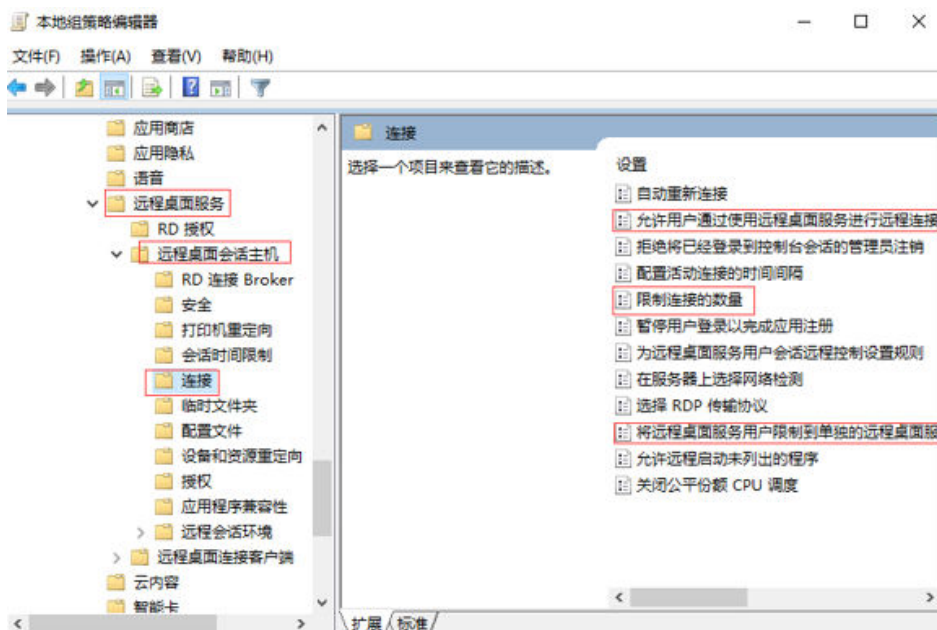 本地组策略编辑器
文件(F) 操作(A) 查看(V) 帮助(H)
应用商店
应用隐私
语音
远程桌面服务
RD 授权
远程桌面会话主机
RD 连接 Broker
安全
打印机重定向
会话时间限制
连接
临时文件夹
配置文件
设备和资源重定向
授权
应用程序兼容性
远程会话环境
远程桌面连接客户端
云内容
智能卡
连接
选择一个项目来查看它的描述。
设置
自动重新连接
允许用户通过使用远程桌面服务进行远程连接
拒绝将已经登录到控制台会话的管理员注销
配置活动连接的时间间隔
限制连接的数量
暂停用户登录以完成应用注册
为远程桌面服务用户会话远程控制设置规则
在服务器上选择网络检测
选择 RDP 传输协议
将远程桌面服务用户限制到单独的远程桌面服
允许远程启动未列出的程序
关闭公平份额 CPU 调度
扩展 标准